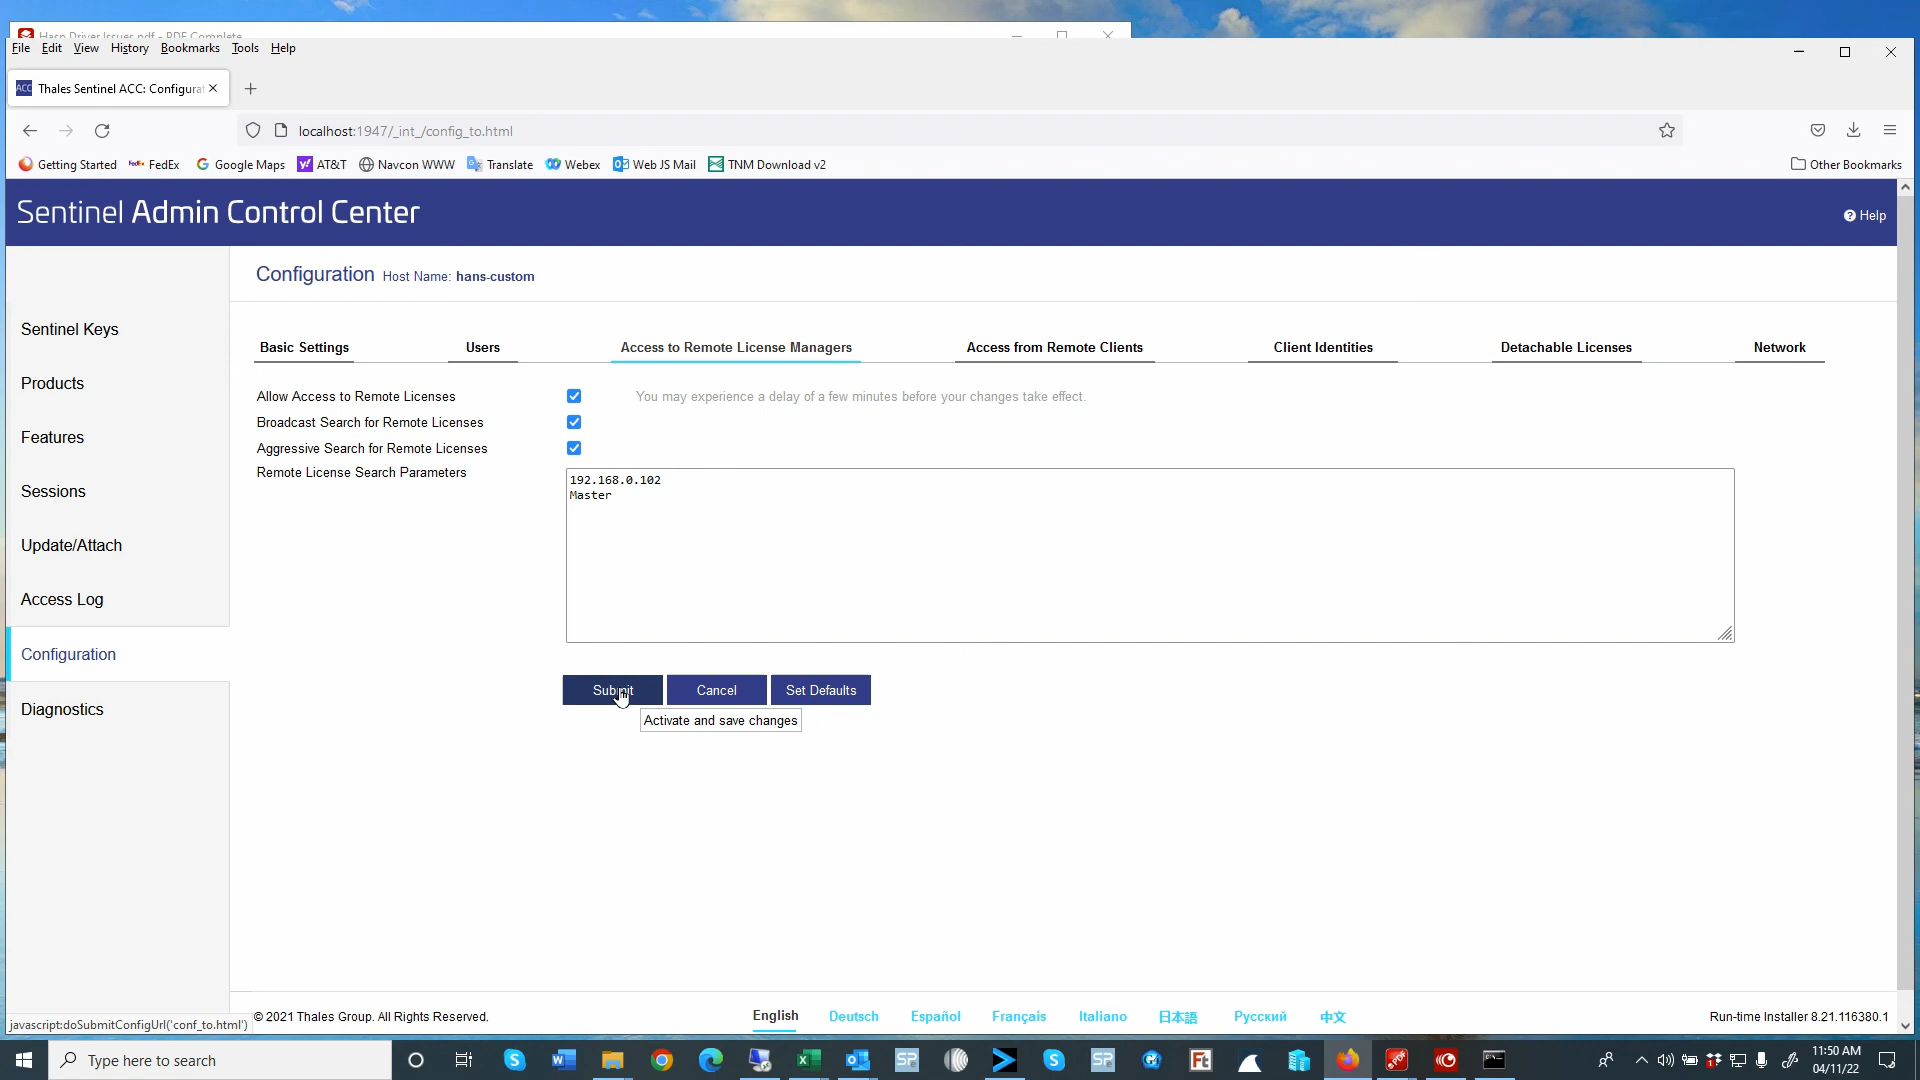 Hasp Driver Issues.pdf - PDF Complete
File Edit View History Bookmarks Tools Help
ACC Thales Sentinel ACC: Configurat
localhost:1947/_int_/config_to.html
Getting Started FedEx Google Maps AT&T Navcon WWW Translate Webex Web JS Mail TNM Download v2 Other Bookmarks
Sentinel Admin Control Center
Help
Configuration Host Name: hans-custom
Sentinel Keys
Products
Features
Sessions
Update/Attach
Access Log
Configuration
Diagnostics
Basic Settings Users Access to Remote License Managers Access from Remote Clients Client Identities Detachable Licenses Network
Allow Access to Remote Licenses You may experience a delay of a few minutes before your changes take effect.
Broadcast Search for Remote Licenses
Aggressive Search for Remote Licenses
Remote License Search Parameters
192.168.0.102
Master
Submit Cancel Set Defaults
Activate and save changes
javascript:doSubmitConfigUrl('conf_to.html')
© 2021 Thales Group. All Rights Reserved.
English Deutsch Español Français Italiano 日本語 Русский 中文
Run-time Installer 8.21.116380.1
Type here to search
11:50 AM
04/11/22